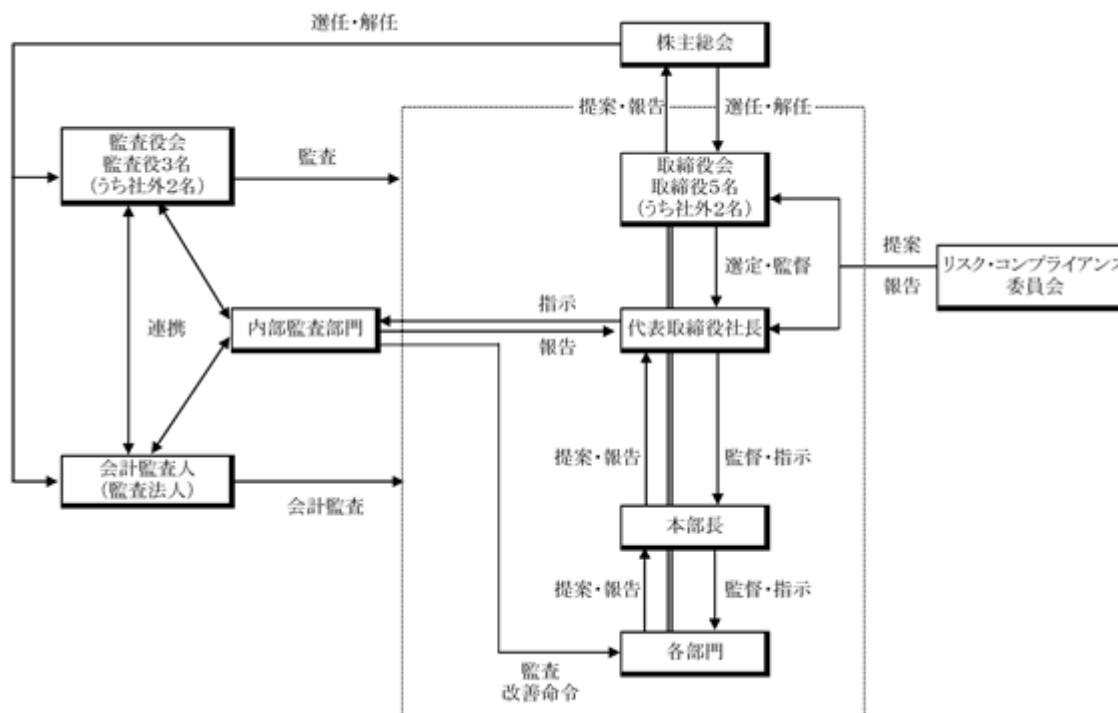 選任・解任
株主総会
提案・報告
選任・解任
監査役会
監査役3名
(うち社外2名)
監査
取締役会
取締役5名
(うち社外2名)
提案
報告
リスク・コンプライアンス
委員会
選定・監督
連携
内部監査部門
指示
報告
代表取締役社長
提案・報告
監督・指示
会計監査人
(監査法人)
会計監査
本部長
提案・報告
監督・指示
各部門
監査
改善命令